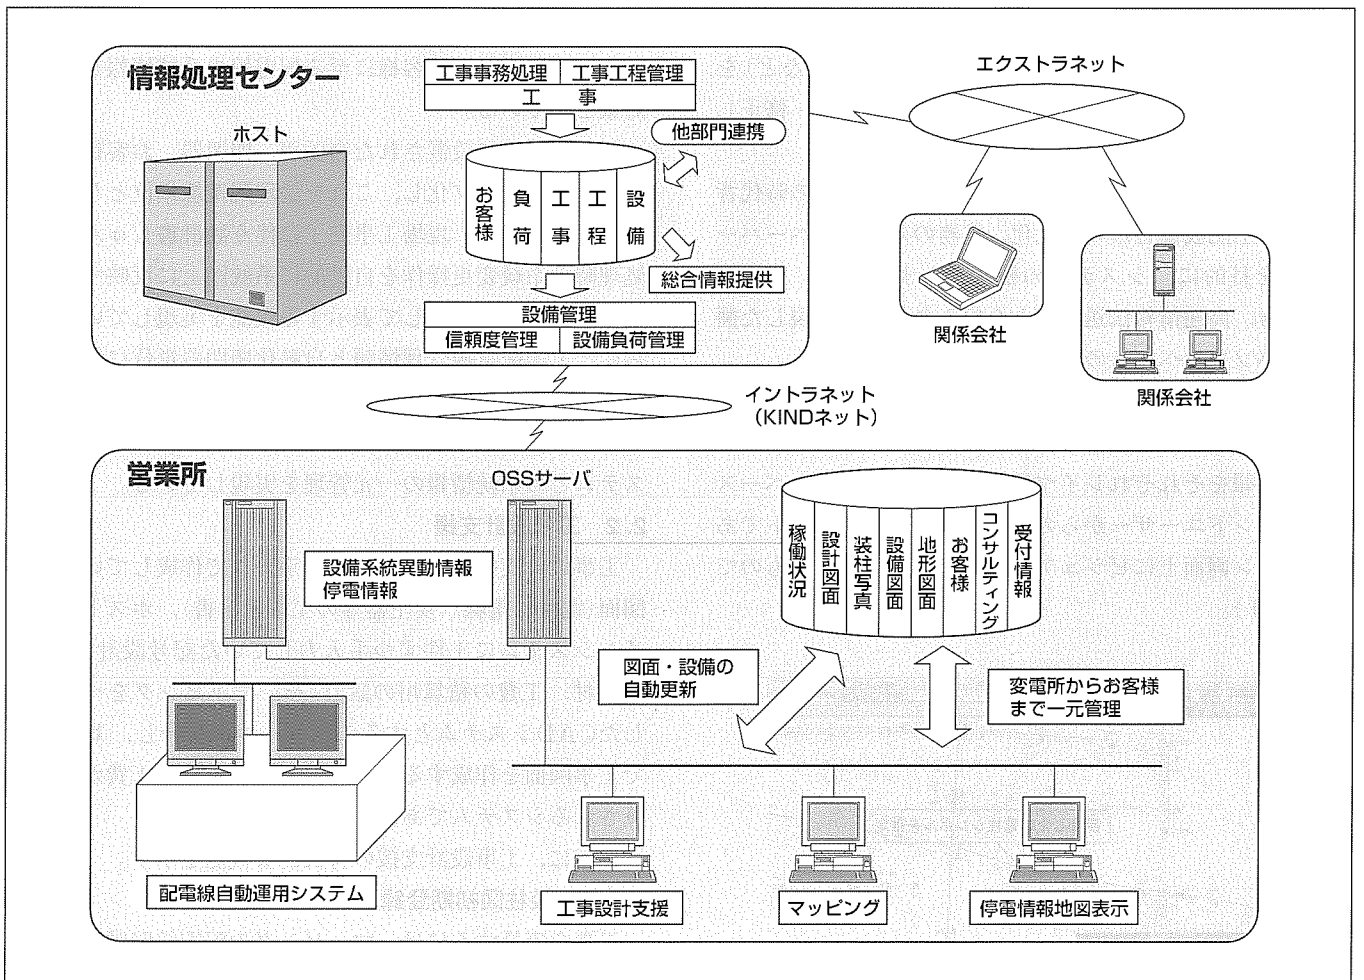 情報処理センター
ホスト
工事事務処理
工事工程管理
工 事
他部門連携
お客様
負荷
工事
工程
設備
総合情報提供
設備管理
信頼度管理
設備負荷管理
エクストラネット
関係会社
関係会社
イントラネット
(KINDネット)
営業所
OSSサーバ
設備系統異動情報
停電情報
稼働状況
設計図面
装柱写真
設備図面
地形図面
お客様
コンサルティング
受付情報
図面・設備の
自動更新
変電所からお客様
まで一元管理
配電線自動運用システム
工事設計支援
マッピング
停電情報地図表示